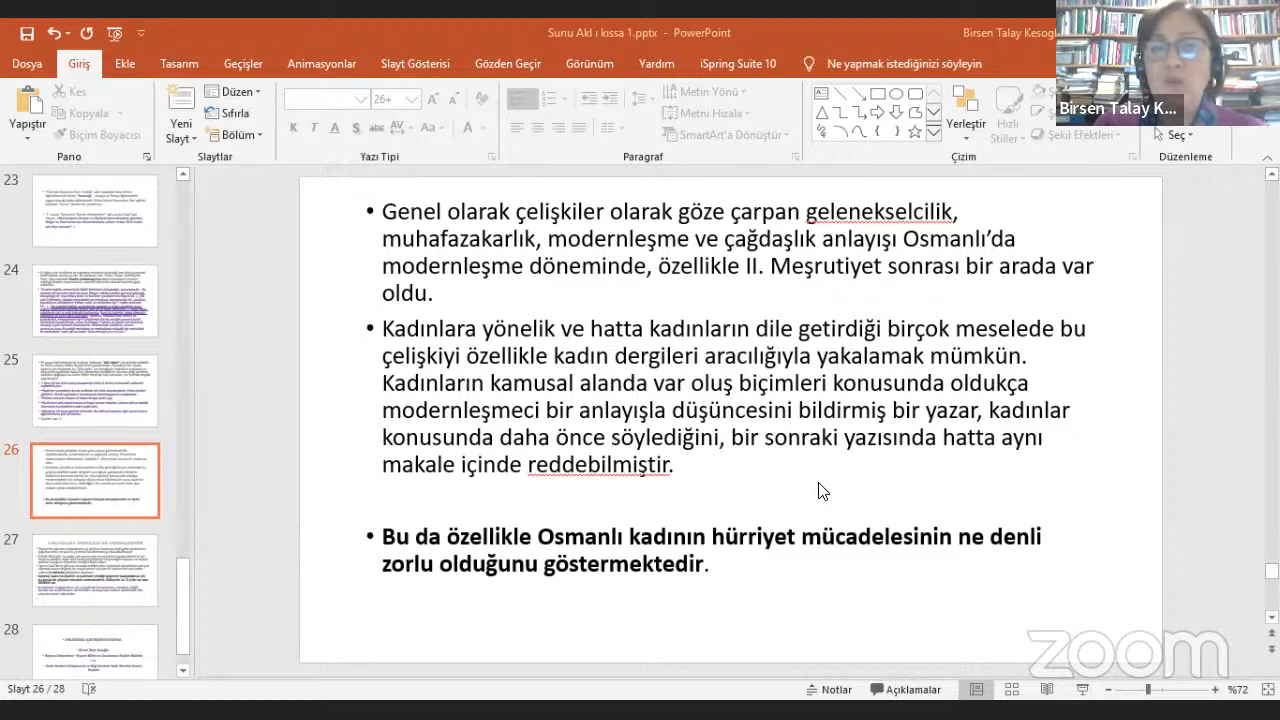 Sunu Akl ı kıssa 1.pptx - PowerPoint
Birsen Talay Kesoğl
Dosya Giriş Ekle Tasarım Geçişler Animasyonlar Slayt Gösterisi Gözden Geçir Görünüm Yardım iSpring Suite 10 Ne yapmak istediğinizi söyleyin
Birsen Talay K...
Yapıştır
Kes
Kopyala
Biçim Boyacısı
Pano
Yeni
Slayt
Düzen
Sıfırla
Bölüm
Slaytlar
26+
K T A S abc AV Aa A
Yazı Tipi
Metin Yönü
Metni Hizala
SmartArt'a Dönüştür
Paragraf
Yerleştir
Hızlı
Stiller
Şekil Efektleri
Çizim
Seç
Düzenleme
23
24
25
26
27
28
• Genel olarak çelişkiler olarak göze çarpan gelenekselcilik,
muhafazakarlık, modernleşme ve çağdaşlık anlayışı Osmanlı’da
modernleşme döneminde, özellikle II. Meşrutiyet sonrası bir arada var
oldu.
• Kadınlara yönelik ve hatta kadınların dile getirdiği birçok meselede bu
çelişkiyi özellikle kadın dergileri aracılığıyla yakalamak mümkün.
Kadınların kamusal alanda var oluş biçimleri konusunda oldukça
modernleşmeci bir anlayışla düşüncesini bildirmiş bir yazar, kadınlar
konusunda daha önce söylediğini, bir sonraki yazısında hatta aynı
makale içinde reddebilmiştir.
• Bu da özellikle Osmanlı kadının hürriyet mücadelesinin ne denli
zorlu olduğunu göstermektedir.
zoom
Slayt 26 / 28
Notlar
Açıklamalar
%72